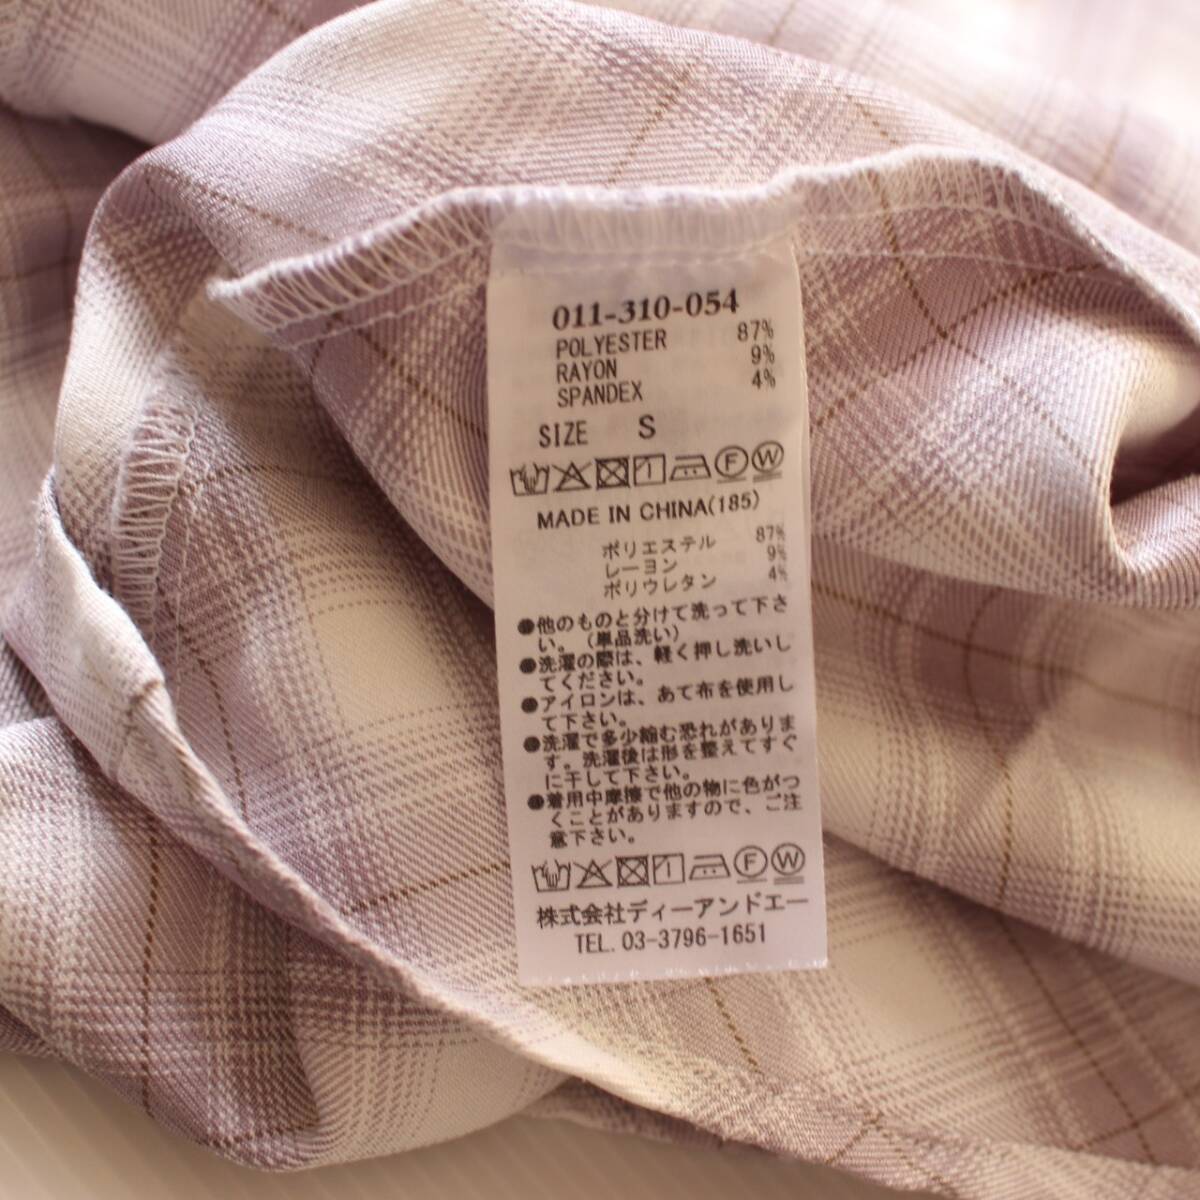 011-310-054
POLYESTER 87%
RAYON 9%
SPANDEX 4%
SIZE S
F W
MADE IN CHINA(185)
ポリエステル 87%
レーヨン 9%
ポリウレタン 4%
●他のものと分けて洗って下さ
い。（単品洗い）
●洗濯の際は、軽く押し洗いし
てください。
●アイロンは、あて布を使用し
て下さい。
●洗濯で多少縮む恐れがありま
す。洗濯後は形を整えてすぐ
に干して下さい。
●着用中摩擦で他の物に色がつ
くことがありますので、ご注
意下さい。
F W
株式会社ディーアンドエー
TEL. 03-3796-1651